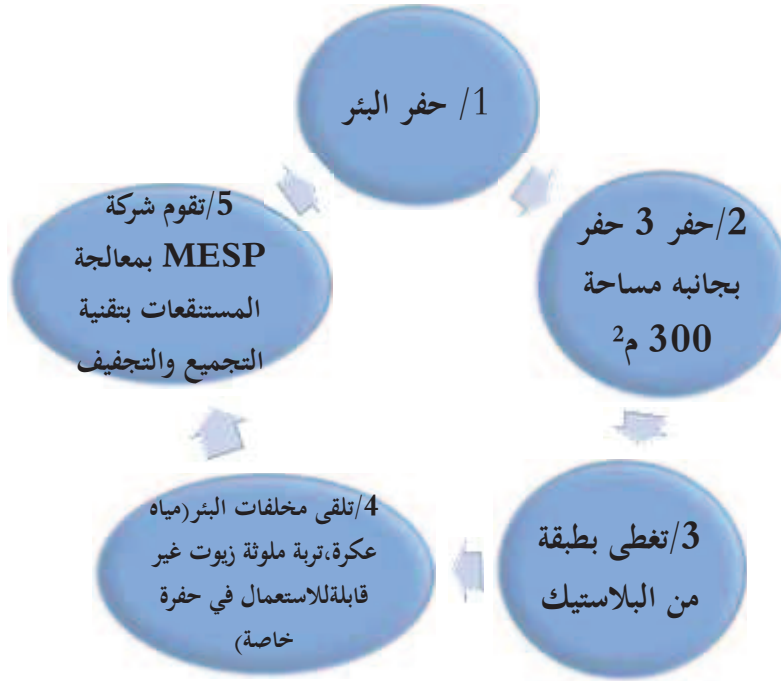 1/ حفر البئر
2/حفر 3 حفر
بجانبه مساحة
300 م²
3/تغطى بطبقة
من البلاستيك
4/تلقى مخلفات البئر(مياه
عكرة،تربة ملوثة زيوت غير
قابلةللاستعمال في حفرة
خاصة)
5/تقوم شركة
MESP بمعالجة
المستنقعات بتقنية
التجميع والتجفيف